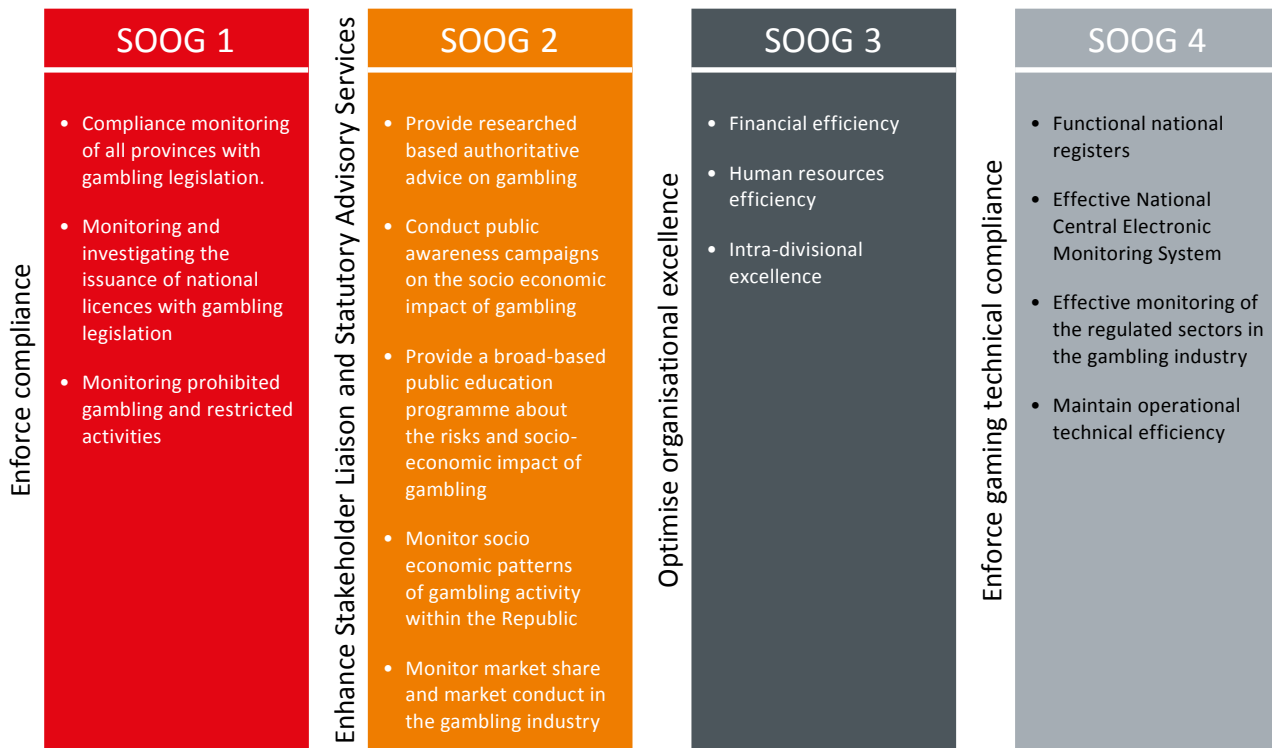 Enforce compliance
SOOG 1
• Compliance monitoring
of all provinces with
gambling legislation.
• Monitoring and
investigating the
issuance of national
licences with gambling
legislation
• Monitoring prohibited
gambling and restricted
activities
Enhance Stakeholder Liaison and Statutory Advisory Services
SOOG 2
• Provide researched
based authoritative
advice on gambling
• Conduct public
awareness campaigns
on the socio economic
impact of gambling
• Provide a broad-based
public education
programme about
the risks and socio-
economic impact of
gambling
• Monitor socio
economic patterns
of gambling activity
within the Republic
• Monitor market share
and market conduct in
the gambling industry
Optimise organisational excellence
SOOG 3
• Financial efficiency
• Human resources
efficiency
• Intra-divisional
excellence
Enforce gaming technical compliance
SOOG 4
• Functional national
registers
• Effective National
Central Electronic
Monitoring System
• Effective monitoring of
the regulated sectors in
the gambling industry
• Maintain operational
technical efficiency